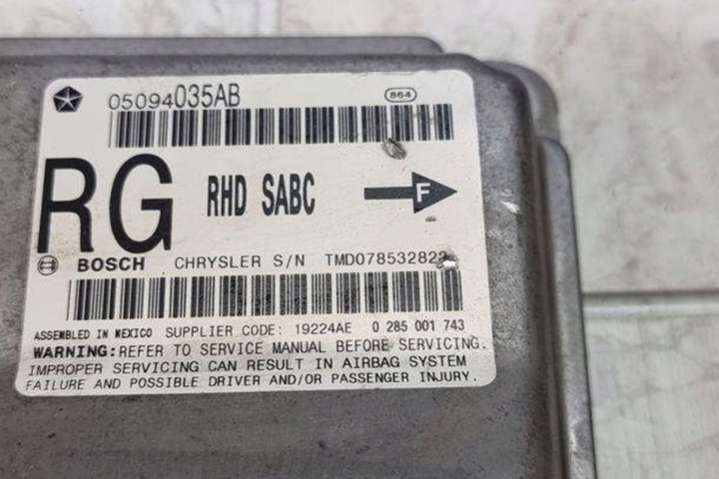 05094035AB 864
RG RHD SABC F
BOSCH CHRYSLER S/N
ASSEMBLED IN MEXICO SUPPLIER CODE: 19224AE 0 285 001 743
WARNING:REFER TO SERVICE MANUAL BEFORE SERVICING.
IMPROPER SERVICING CAN RESULT IN AIRBAG SYSTEM
FAILURE AND POSSIBLE DRIVER AND/OR PASSENGER INJURY.